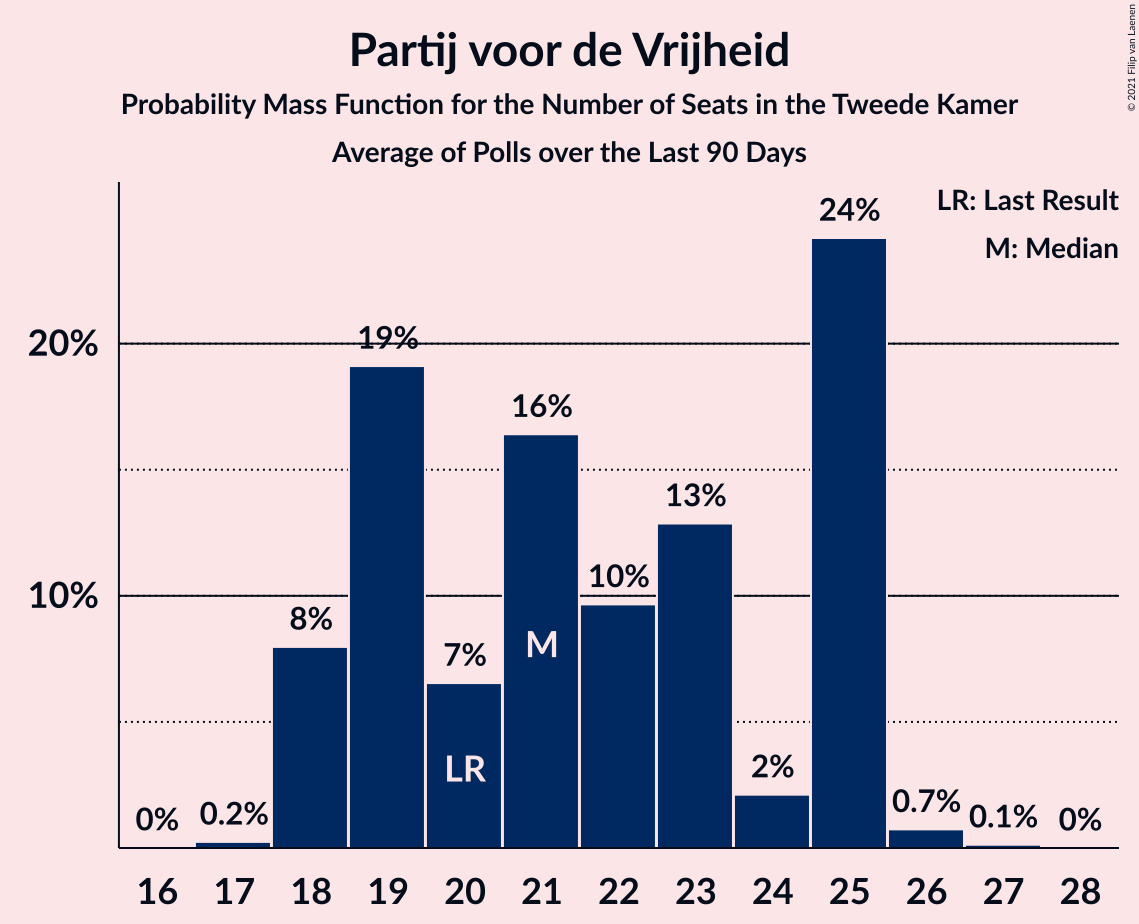 Partij voor de Vrijheid
Probability Mass Function for the Number of Seats in the Tweede Kamer
Average of Polls over the Last 90 Days
© 2021 Filip van Laenen
LR: Last Result
M: Median
20%
10%
0%
0.2%
8%
19%
7%
16%
10%
13%
2%
24%
0.7%
0.1%
0%
LR
M
16 17 18 19 20 21 22 23 24 25 26 27 28